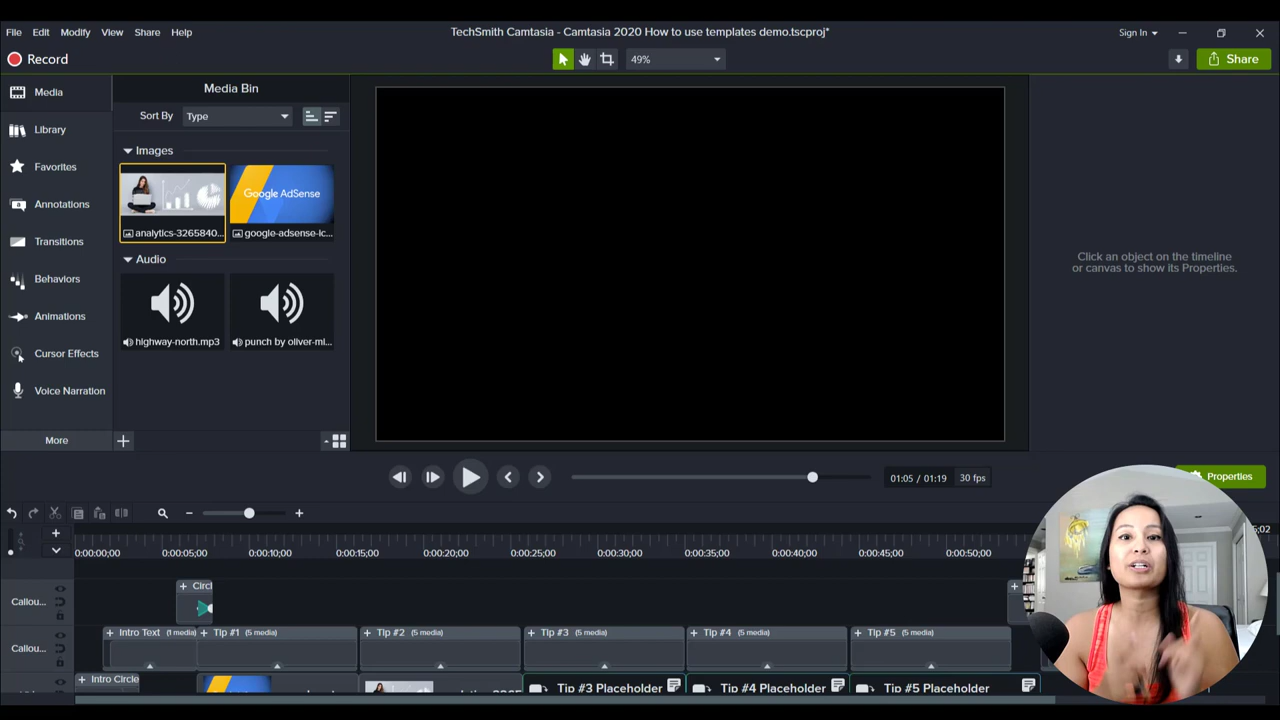 TechSmith Camtasia - Camtasia 2020 How to use templates demo.tscproj*
File Edit Modify View Share Help
Sign In
Record
49%
Share
Media
Library
Favorites
Annotations
Transitions
Behaviors
Animations
Cursor Effects
Voice Narration
More
Media Bin
Sort By Type
Images
Google AdSense
analytics-3265840... google-adsense-lc...
Audio
highway-north.mp3 punch by oliver-mi...
Click an object on the timeline
or canvas to show its Properties.
01:05 / 01:19 30 fps
Properties
0:00:00;00 0:00:05;00 0:00:10;00 0:00:15;00 0:00:20;00 0:00:25;00 0:00:30;00 0:00:35;00 0:00:40;00 0:00:45;00 0:00:50;00
5;02
Callou...
Circl
Callou...
Intro Text (1 media) Tip #1 (5 media) Tip #2 (5 media) Tip #3 (5 media) Tip #4 (5 media) Tip #5 (5 media)
Intro Circle
Tip #3 Placeholder Tip #4 Placeholder Tip #5 Placeholder